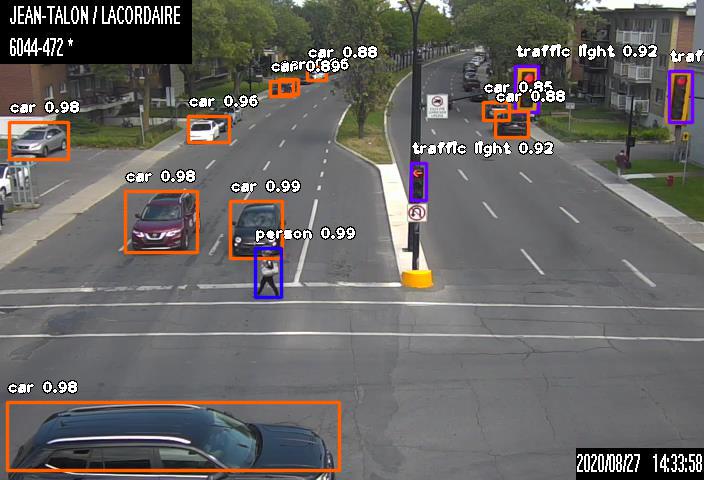 JEAN-TALON / LACORDAIRE
6044-472 *
car 0.88
traffic light 0.92
car 0.98
car 0.96
car 0.88
traffic light 0.92
car 0.98
car 0.99
person 0.99
car 0.98
2020/08/27 14:33:58